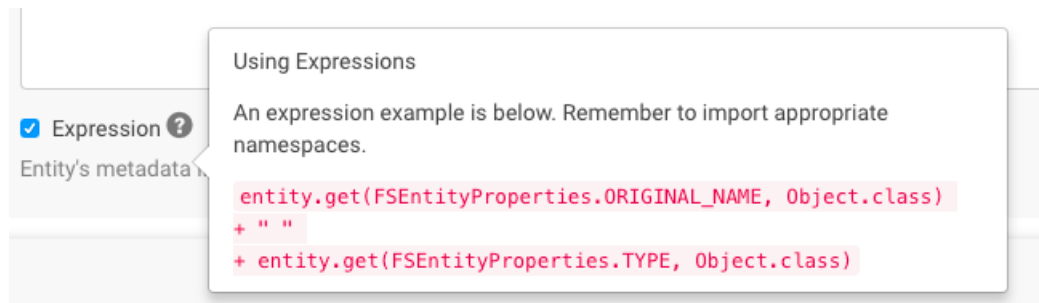 Using Expressions
An expression example is below. Remember to import appropriate
namespaces.
Expression ?
Entity's metadata
entity.get(FSEntityProperties.ORIGINAL_NAME, Object.class)
+ " "
+ entity.get(FSEntityProperties.TYPE, Object.class)